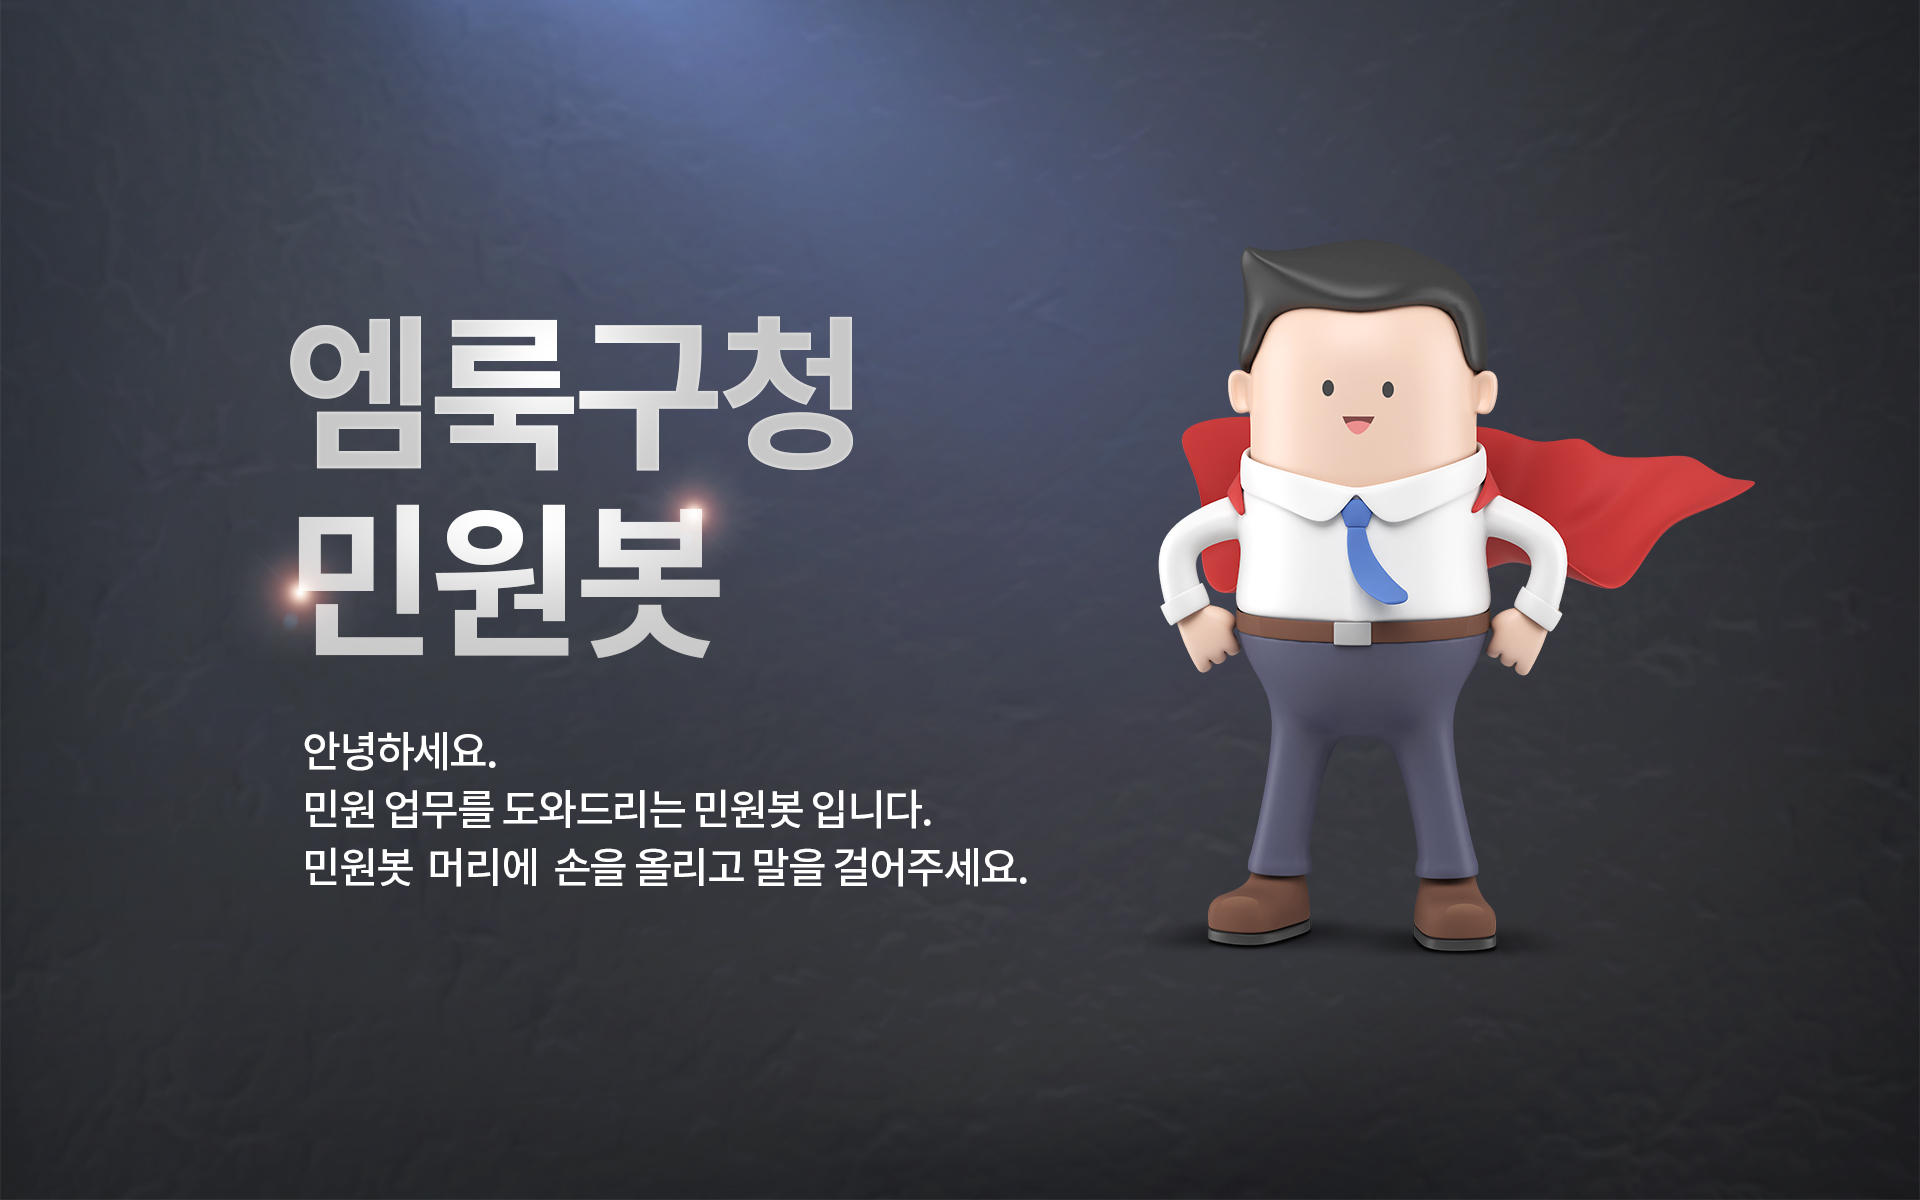 엠룩구청
민원봇
안녕하세요.
민원 업무를 도와드리는 민원봇 입니다.
민원봇 머리에 손을 올리고 말을 걸어주세요.